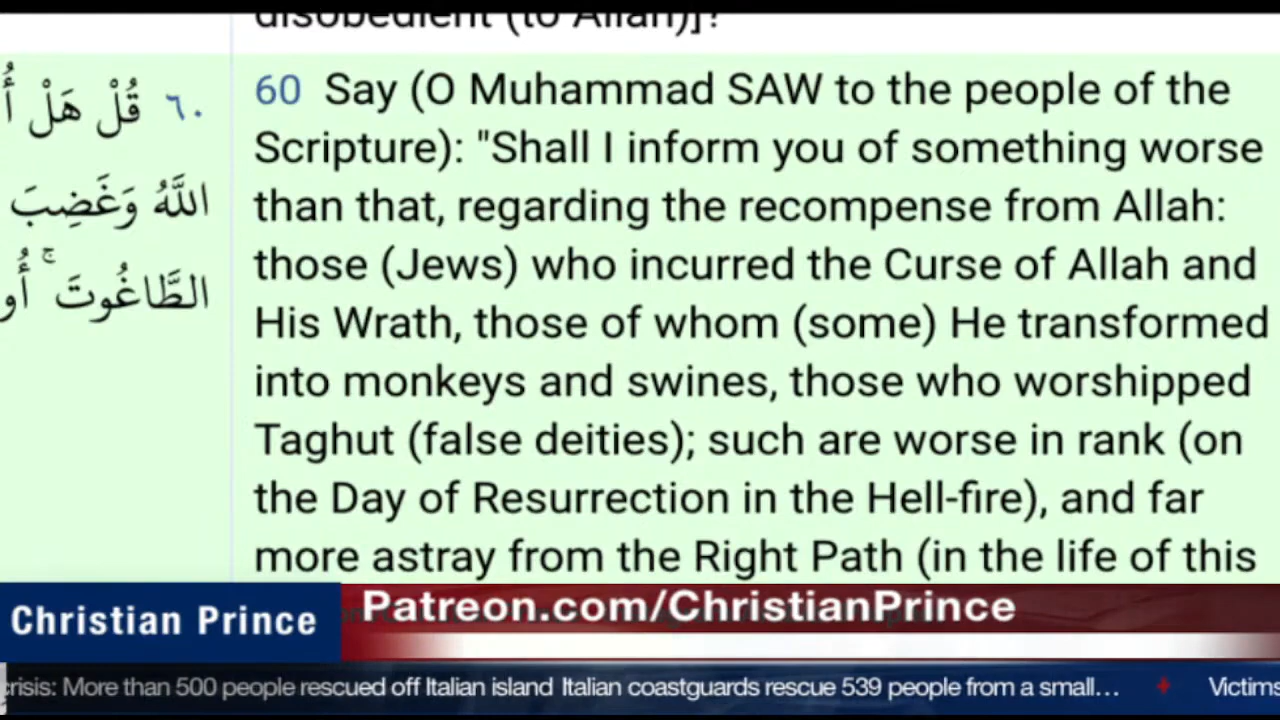 disobedient (to Allah)]?
٦٠ قُلْ هَلْ أُ
اللَّهُ وَغَضِبَ
الطَّاغُوتَ ۚ أُو
60 Say (O Muhammad SAW to the people of the
Scripture): "Shall I inform you of something worse
than that, regarding the recompense from Allah:
those (Jews) who incurred the Curse of Allah and
His Wrath, those of whom (some) He transformed
into monkeys and swines, those who worshipped
Taghut (false deities); such are worse in rank (on
the Day of Resurrection in the Hell-fire), and far
more astray from the Right Path (in the life of this
Christian Prince
Patreon.com/ChristianPrince
crisis: More than 500 people rescued off Italian island Italian coastguards rescue 539 people from a small... Victims